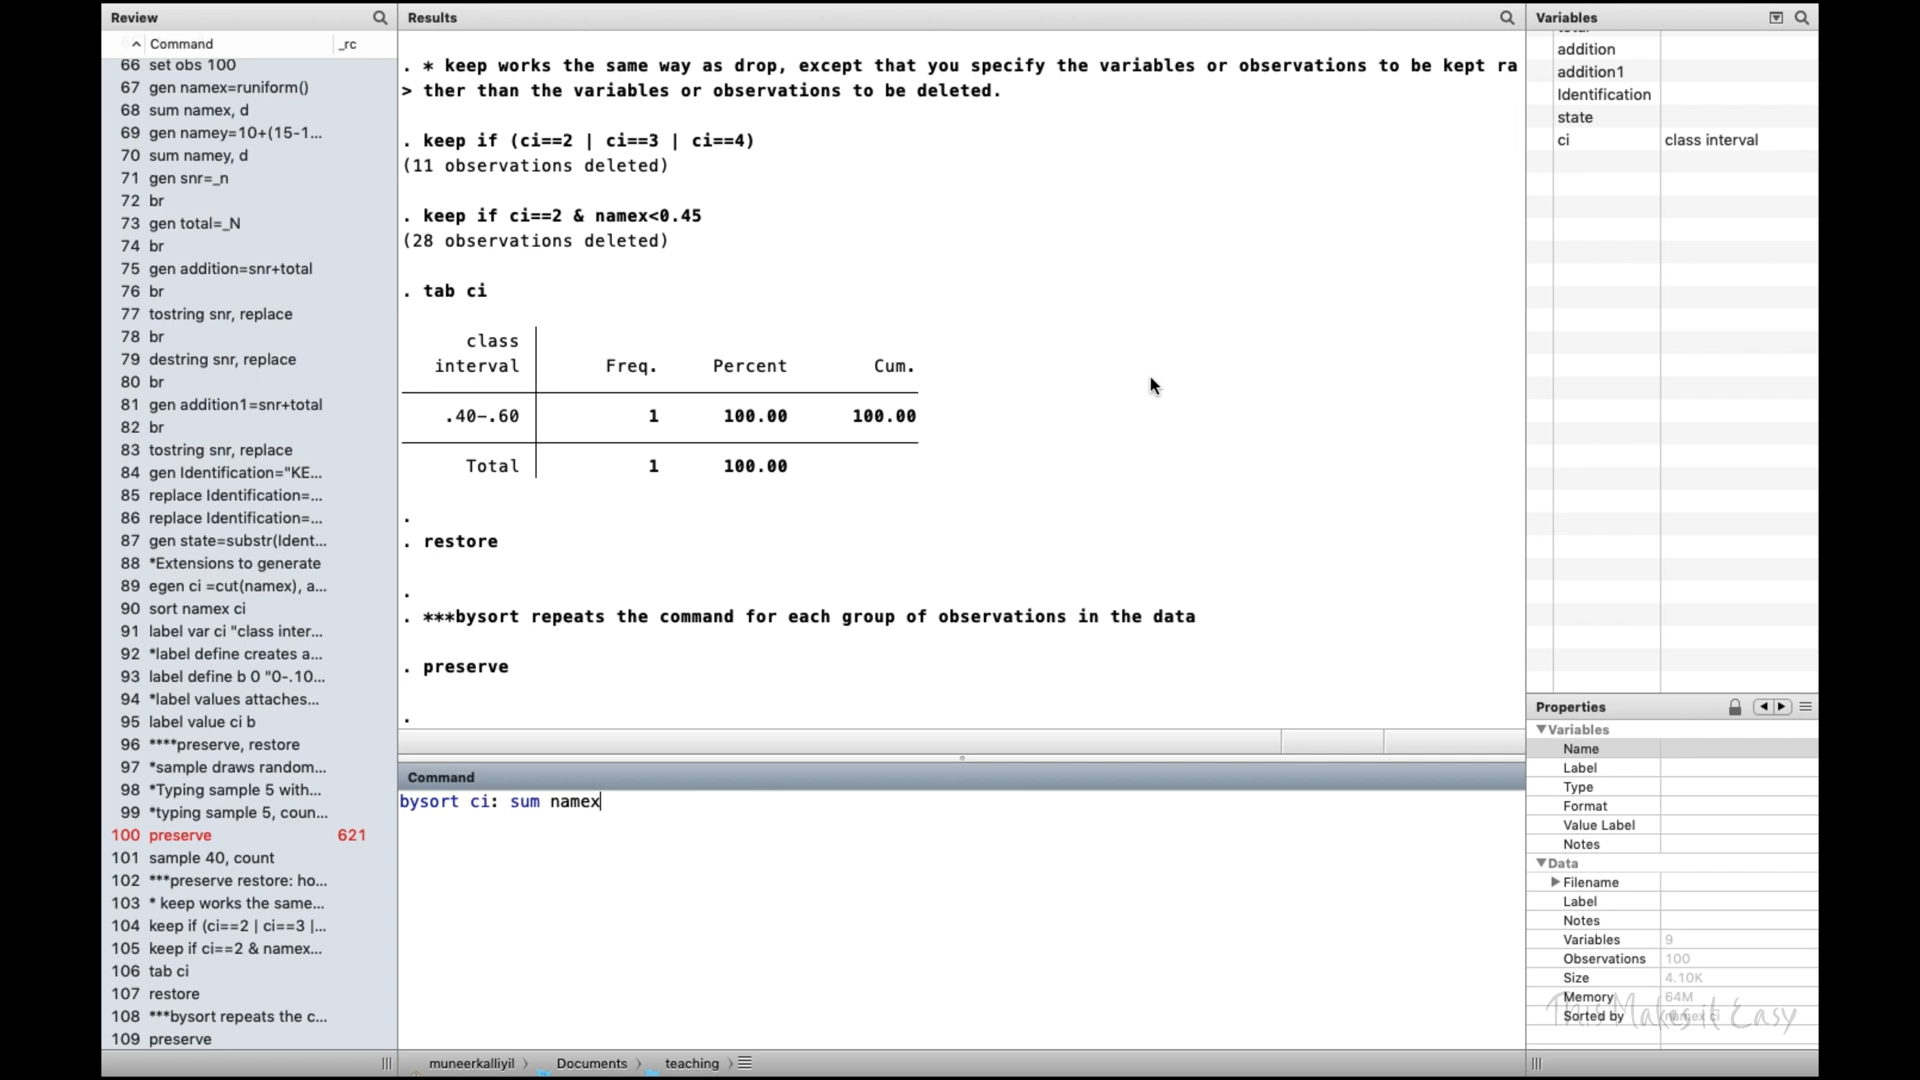 Review
Results
Variables
Command _rc
66 set obs 100
67 gen namex=runiform()
68 sum namex, d
69 gen namey=10+(15-1...
70 sum namey, d
71 gen snr=_n
72 br
73 gen total=_N
74 br
75 gen addition=snr+total
76 br
77 tostring snr, replace
78 br
79 destring snr, replace
80 br
81 gen addition1=snr+total
82 br
83 tostring snr, replace
84 gen Identification="KE...
85 replace Identification=...
86 replace Identification=...
87 gen state=substr(Ident...
88 *Extensions to generate
89 egen ci =cut(namex), a...
90 sort namex ci
91 label var ci "class inter...
92 *label define creates a...
93 label define b 0 "0-.10...
94 *label values attaches...
95 label value ci b
96 ****preserve, restore
97 *sample draws random...
98 *Typing sample 5 with...
99 *typing sample 5, coun...
100 preserve 621
101 sample 40, count
102 ***preserve restore: ho...
103 * keep works the same...
104 keep if (ci==2 | ci==3 |...
105 keep if ci==2 & namex...
106 tab ci
107 restore
108 ***bysort repeats the c...
109 preserve
. * keep works the same way as drop, except that you specify the variables or observations to be kept ra
> ther than the variables or observations to be deleted.
. keep if (ci==2 | ci==3 | ci==4)
(11 observations deleted)
. keep if ci==2 & namex<0.45
(28 observations deleted)
. tab ci
class
interval Freq. Percent Cum.
.40-.60 1 100.00 100.00
Total 1 100.00
.
. restore
.
. ***bysort repeats the command for each group of observations in the data
. preserve
.
Command
bysort ci: sum namex
muneerkalliyil Documents teaching
total
addition
addition1
Identification
state
ci class interval
Properties
Variables
Name
Label
Type
Format
Value Label
Notes
Data
Filename
Label
Notes
Variables 9
Observations 100
Size 4.10K
Memory 64M
Sorted by namex ci
This Makes it Easy